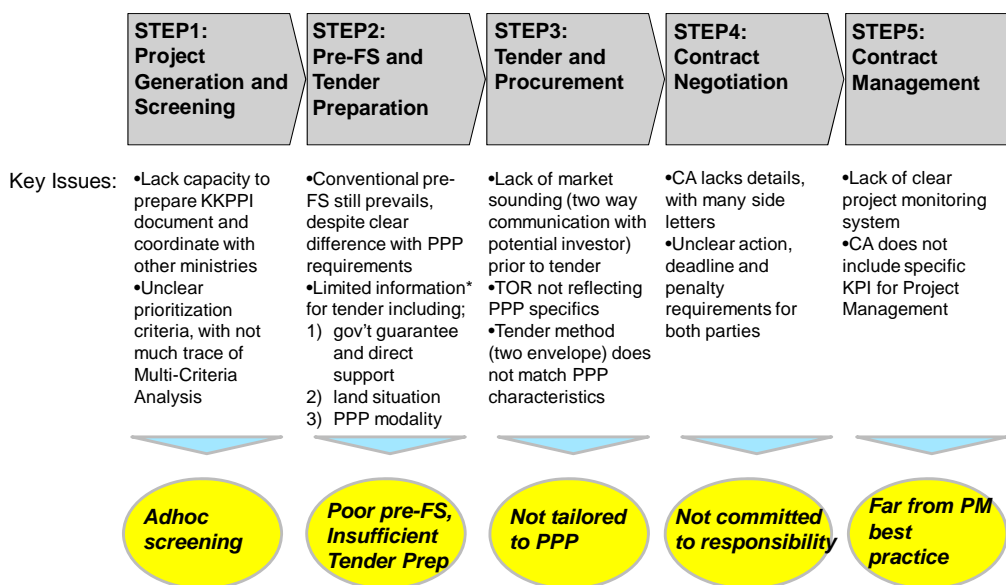 STEP1:
Project
Generation and
Screening
STEP2:
Pre-FS and
Tender
Preparation
STEP3:
Tender and
Procurement
STEP4:
Contract
Negotiation
STEP5:
Contract
Management
Key Issues:
•Lack capacity to
prepare KKPPI
document and
coordinate with
other ministries
•Unclear
prioritization
criteria, with not
much trace of
Multi-Criteria
Analysis
•Conventional pre-
FS still prevails,
despite clear
difference with PPP
requirements
•Limited information*
for tender including;
1) gov't guarantee
and direct
support
2) land situation
3) PPP modality
•Lack of market
sounding (two way
communication with
potential investor)
prior to tender
•TOR not reflecting
PPP specifics
•Tender method
(two envelope) does
not match PPP
characteristics
•CA lacks details,
with many side
letters
•Unclear action,
deadline and
penalty
requirements for
both parties
•Lack of clear
project monitoring
system
•CA does not
include specific
KPI for Project
Management
Adhoc
screening
Poor pre-FS,
Insufficient
Tender Prep
Not tailored
to PPP
Not committed
to responsibility
Far from PM
best
practice